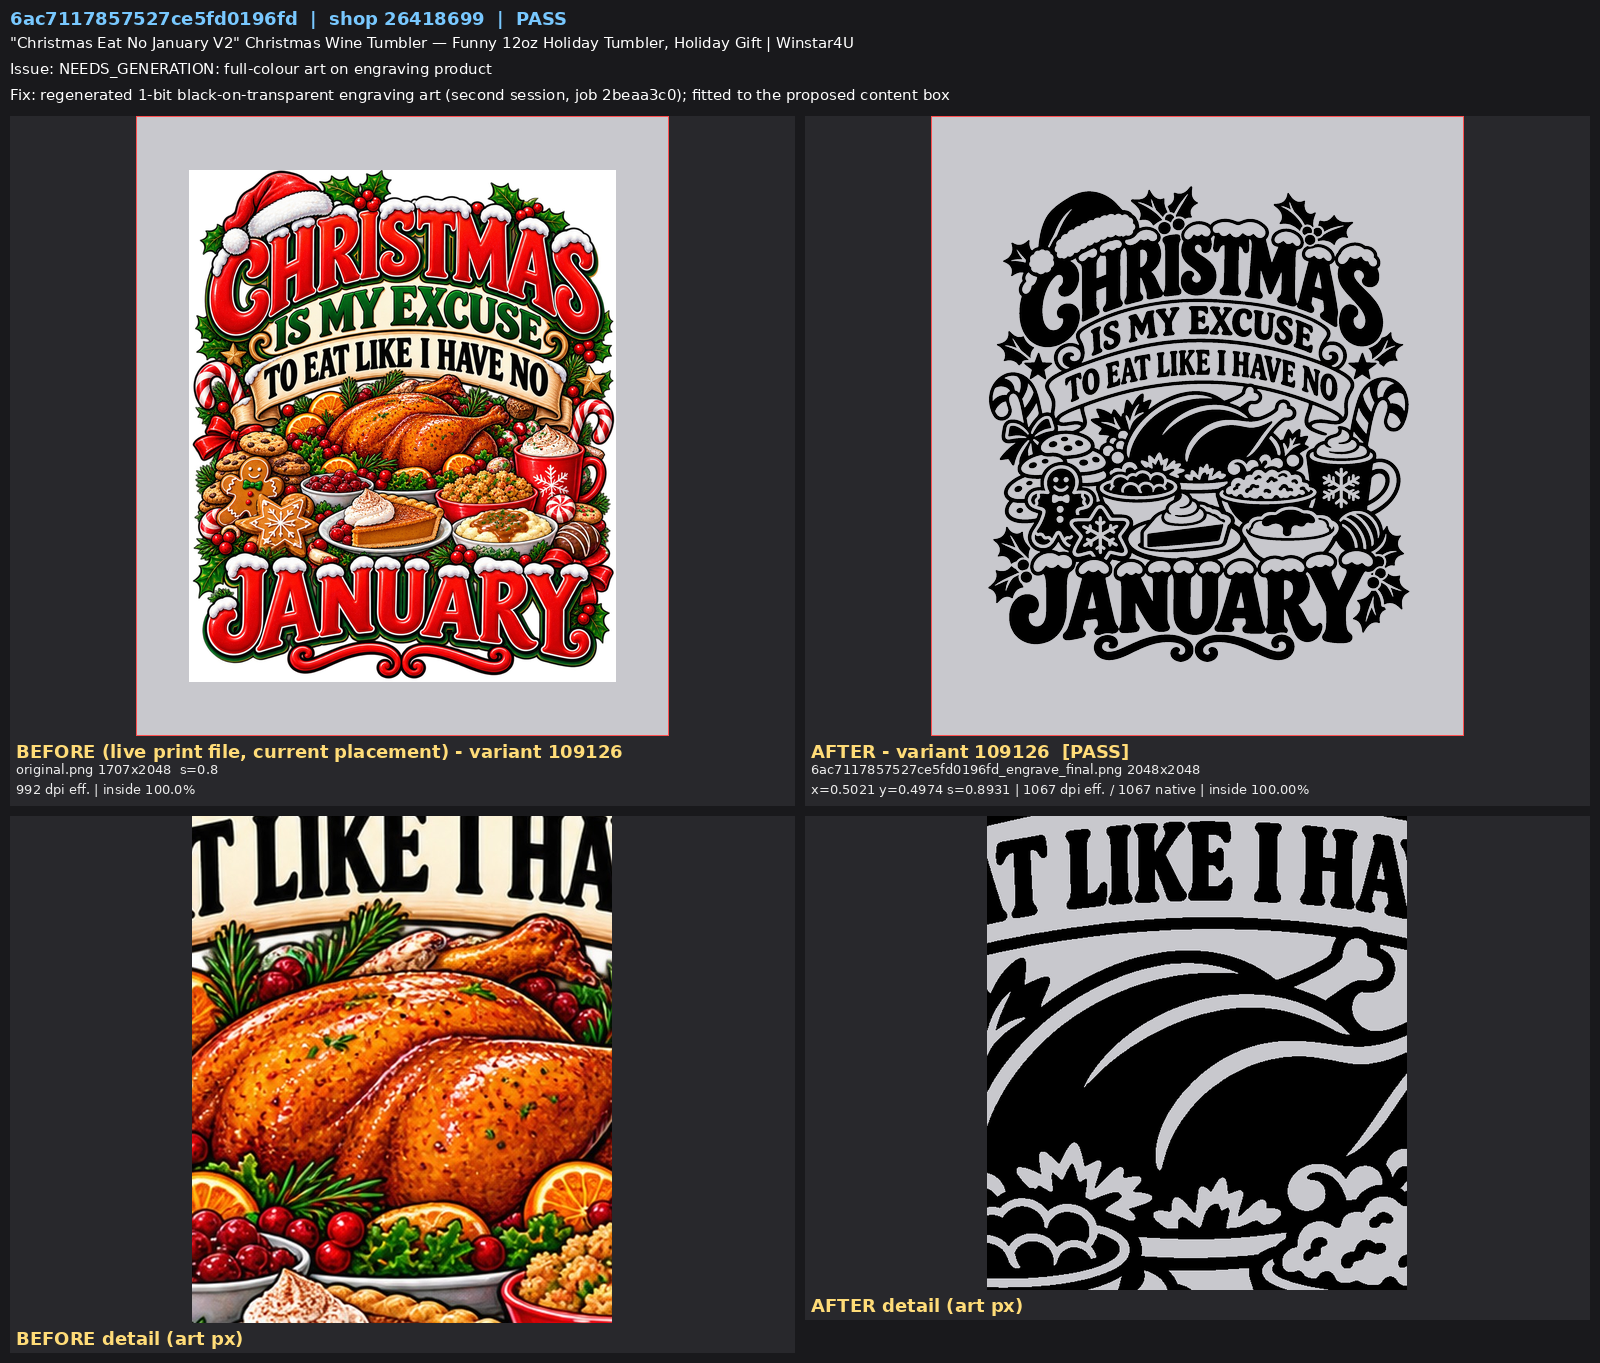 6ac7117857527ce5fd0196fd | shop 26418699 | PASS
"Christmas Eat No January V2" Christmas Wine Tumbler — Funny 12oz Holiday Tumbler, Holiday Gift | Winstar4U
Issue: NEEDS_GENERATION: full-colour art on engraving product
Fix: regenerated 1-bit black-on-transparent engraving art (second session, job 2beaa3c0); fitted to the proposed content box
CHRISTMAS
IS MY EXCUSE
TO EAT LIKE I HAVE NO
JANUARY
BEFORE (live print file, current placement) - variant 109126
original.png 1707x2048 s=0.8
992 dpi eff. | inside 100.0%
CHRISTMAS
IS MY EXCUSE
TO EAT LIKE I HAVE NO
JANUARY
AFTER - variant 109126 [PASS]
6ac7117857527ce5fd0196fd_engrave_final.png 2048x2048
x=0.5021 y=0.4974 s=0.8931 | 1067 dpi eff. / 1067 native | inside 100.00%
AT LIKE I HA
BEFORE detail (art px)
AT LIKE I HAV
AFTER detail (art px)